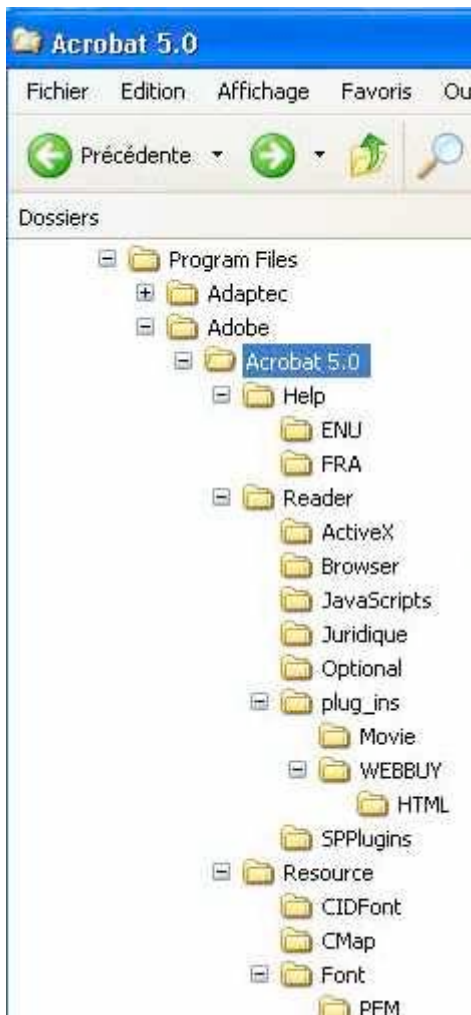 Acrobat 5.0
Fichier Edition Affichage Favoris Ou
Précédente
Dossiers
Program Files
Adaptec
Adobe
Acrobat 5.0
Help
ENU
FRA
Reader
ActiveX
Browser
JavaScripts
Juridique
Optional
plug_ins
Movie
WEBBUY
HTML
SPPlugins
Resource
CIDFont
CMap
Font
PFM